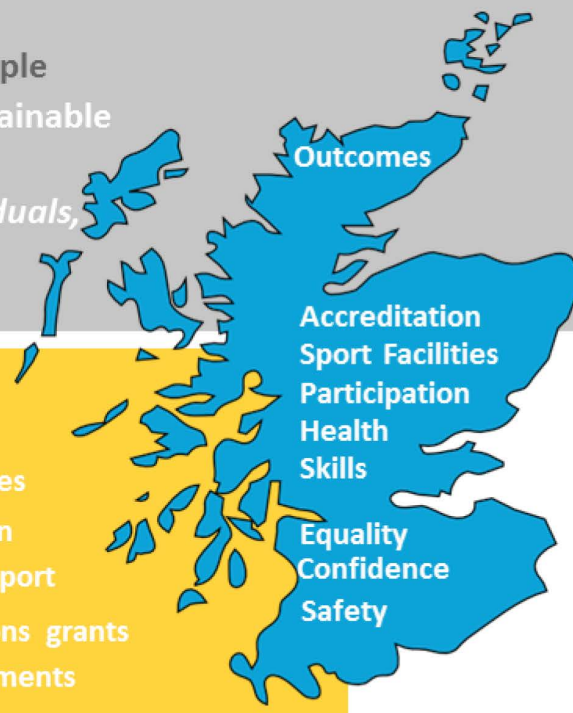 ple
ainable
duals,
Outcomes
Accreditation
Sport Facilities
Participation
Health
Skills
es
n
port
ns grants
ments
Equality
Confidence
Safety